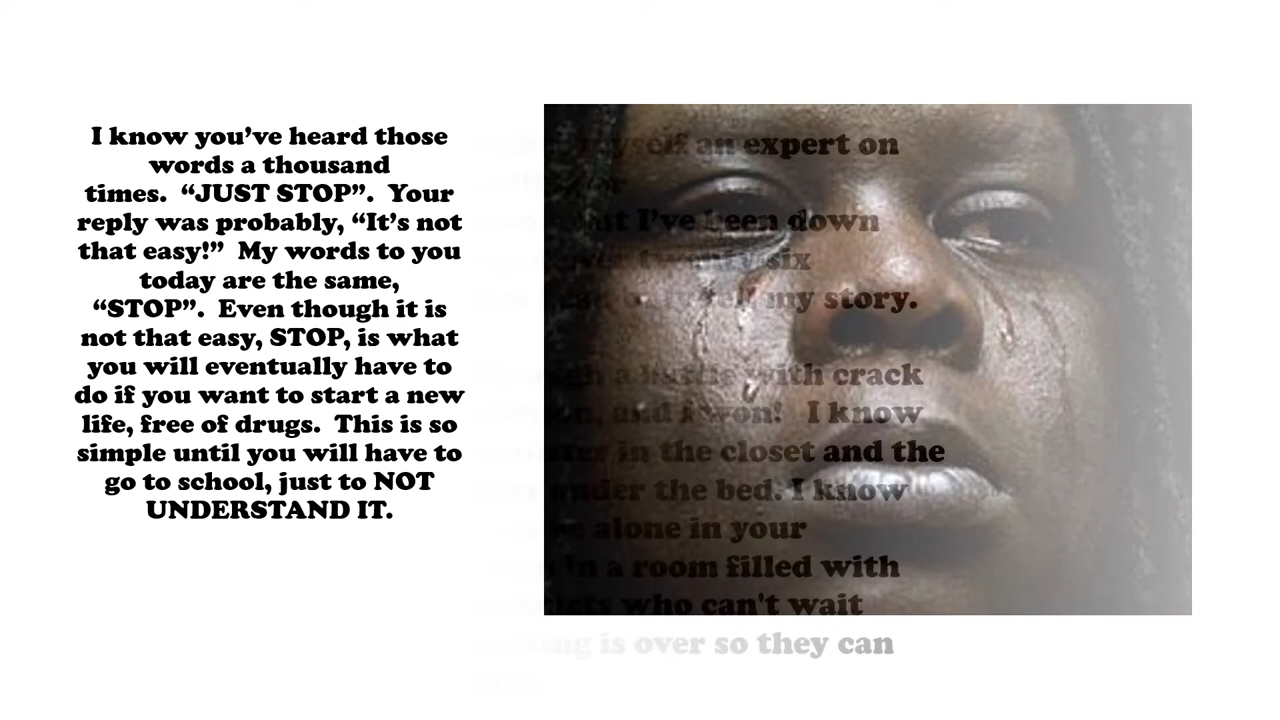 I know you’ve heard those
words a thousand
times.  “JUST STOP”.  Your
reply was probably, “It’s not
that easy!”  My words to you
today are the same,
“STOP”.  Even though it is
not that easy, STOP, is what
you will eventually have to
do if you want to start a new
life, free of drugs.  This is so
simple until you will have to
go to school, just to NOT
UNDERSTAND IT.
myself an expert on
I’ve been down
six
my story.
with crack
and I won!   I know
in the closet and the
under the bed. I know
alone in your
in a room filled with
who can't wait
is over so they can